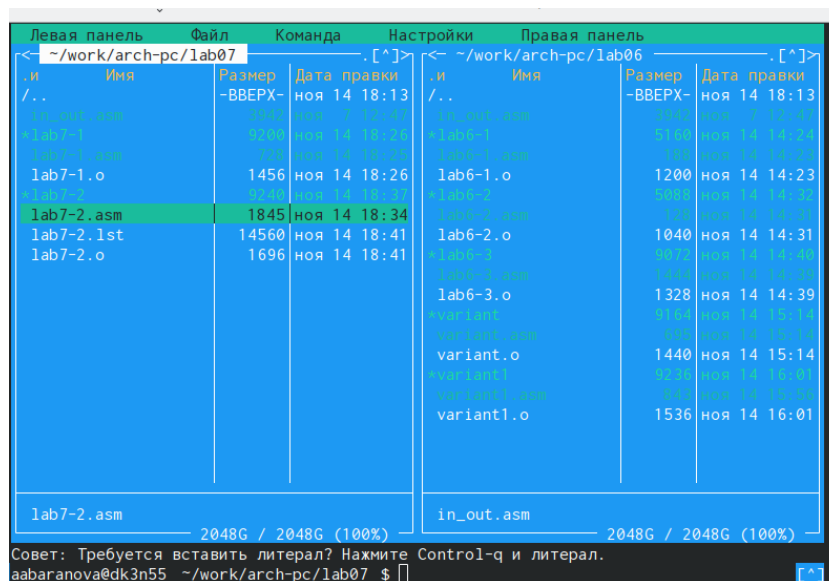 Левая панель Файл Команда Настройки Правая панель
<─ ~/work/arch-pc/lab07 .[^]>
.и Имя Размер Дата правки
/.. -ВВЕРХ- ноя 14 18:13
in_out.asm 3942 ноя 7 12:47
*lab7-1 9200 ноя 14 18:26
lab7-1.asm 728 ноя 14 18:25
lab7-1.o 1456 ноя 14 18:26
*lab7-2 9240 ноя 14 18:37
lab7-2.asm 1845 ноя 14 18:34
lab7-2.lst 14560 ноя 14 18:41
lab7-2.o 1696 ноя 14 18:41
lab7-2.asm
2048G / 2048G (100%)
<─ ~/work/arch-pc/lab06 .[^]>
.и Имя Размер Дата правки
/.. -ВВЕРХ- ноя 14 18:13
in_out.asm 3942 ноя 7 12:47
*lab6-1 5160 ноя 14 14:24
lab6-1.asm 188 ноя 14 14:23
lab6-1.o 1200 ноя 14 14:23
*lab6-2 5088 ноя 14 14:32
lab6-2.asm 128 ноя 14 14:31
lab6-2.o 1040 ноя 14 14:31
*lab6-3 9072 ноя 14 14:40
lab6-3.asm 1444 ноя 14 14:39
lab6-3.o 1328 ноя 14 14:39
*variant 9164 ноя 14 15:14
variant.asm 695 ноя 14 15:14
variant.o 1440 ноя 14 15:14
*variant1 9236 ноя 14 16:01
variant1.asm 843 ноя 14 15:56
variant1.o 1536 ноя 14 16:01
in_out.asm
2048G / 2048G (100%)
Совет: Требуется вставить литерал? Нажмите Control-q и литерал.
aabaranova@dk3n55 ~/work/arch-pc/lab07 $
[^]